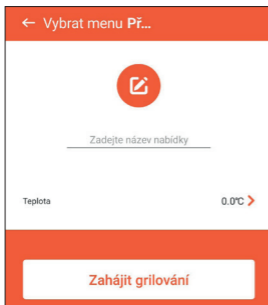 ← Vybrat menu Př...
Zadejte název nabídky
Teplota 0.0℃ >
Zahájit grilování